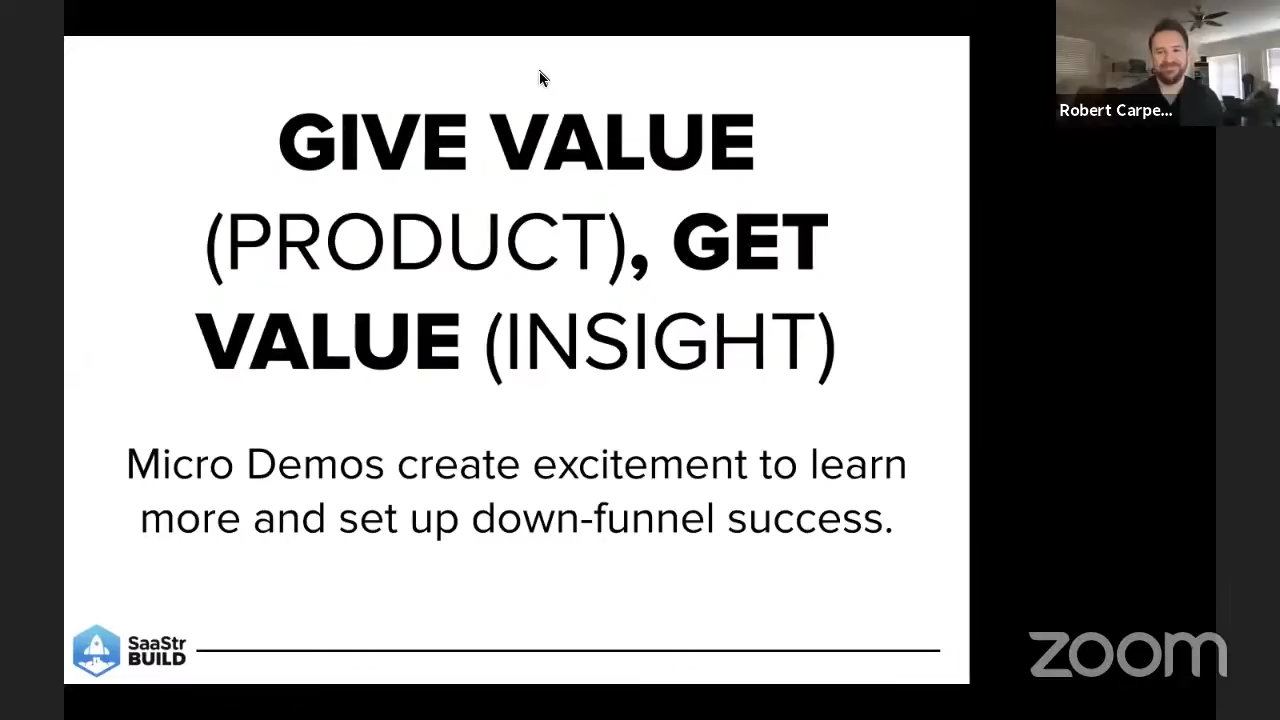 GIVE VALUE
(PRODUCT), GET
VALUE (INSIGHT)
Micro Demos create excitement to learn
more and set up down-funnel success.
SaaStr
BUILD
Robert Carpe...
zoom